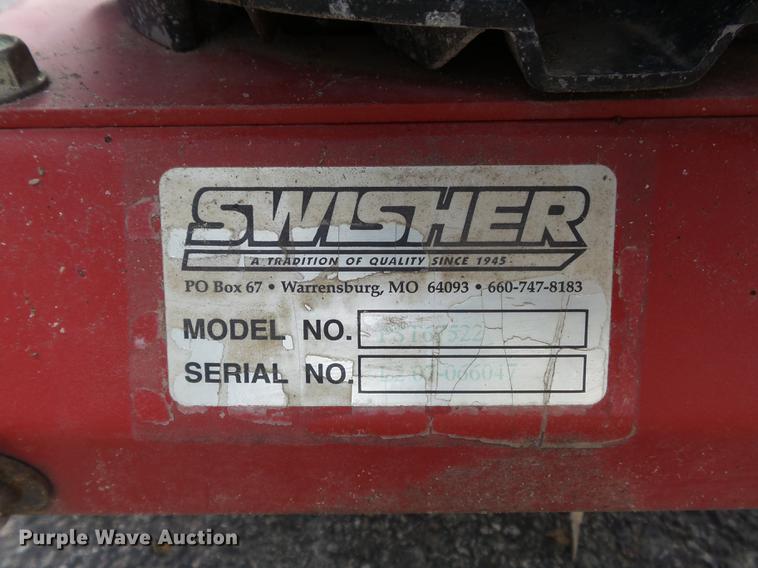 SWISHER
A TRADITION OF QUALITY SINCE 1945
PO Box 67 • Warrensburg, MO 64093 • 660-747-8183
MODEL NO.
SERIAL NO.
Purple Wave Auction